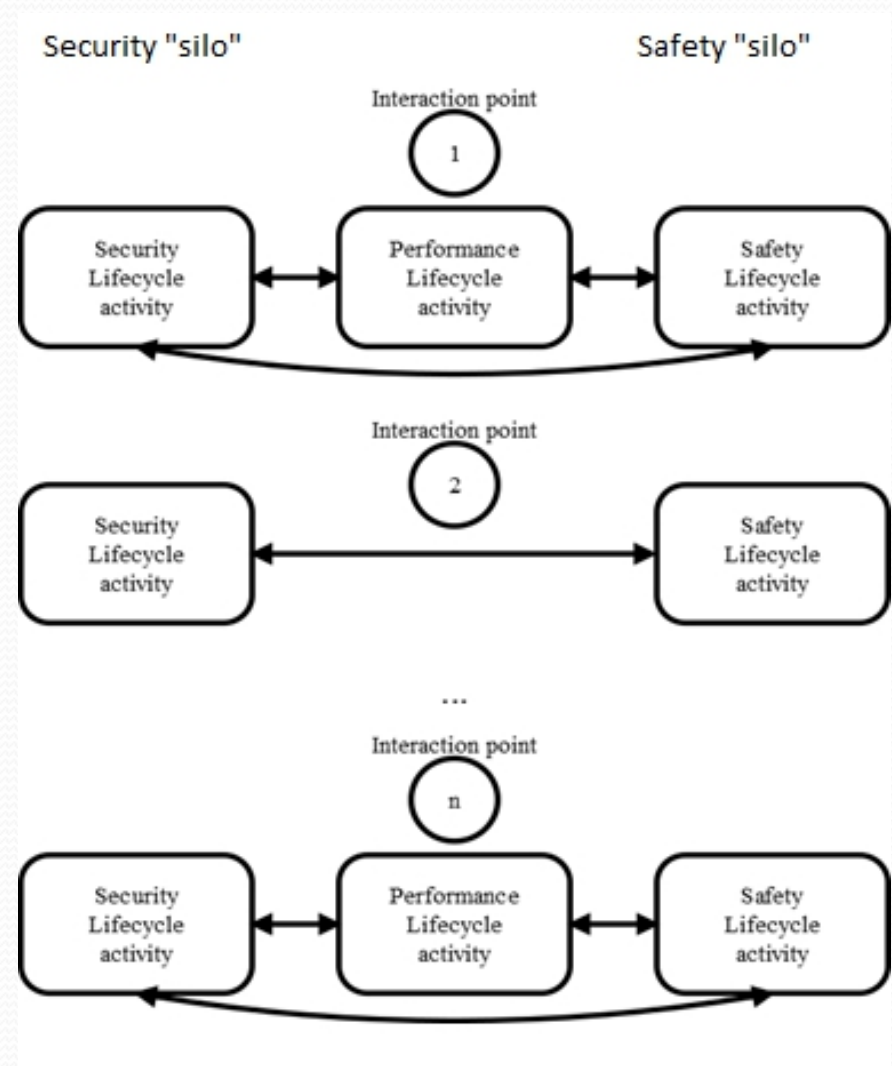 Security "silo"
Safety "silo"
Interaction point
1
Security
Lifecycle
activity
Performance
Lifecycle
activity
Safety
Lifecycle
activity
Interaction point
2
Security
Lifecycle
activity
Safety
Lifecycle
activity
...
Interaction point
n
Security
Lifecycle
activity
Performance
Lifecycle
activity
Safety
Lifecycle
activity